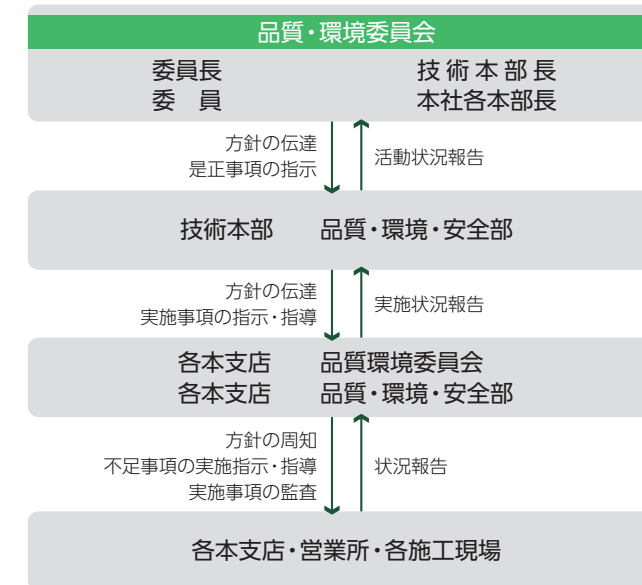 品質・環境委員会
委員長 技術本部長
委員 本社各本部長
方針の伝達
是正事項の指示
活動状況報告
技術本部 品質・環境・安全部
方針の伝達
実施事項の指示・指導
実施状況報告
各本支店 品質環境委員会
各本支店 品質・環境・安全部
方針の周知
不足事項の実施指示・指導
実施事項の監査
状況報告
各本支店・営業所・各施工現場